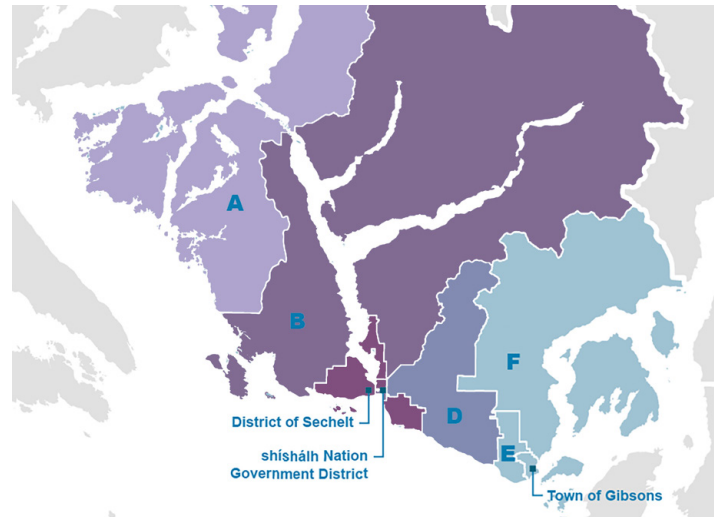 A
B
F
District of Sechelt
D
shíshálh Nation
Government District
E
Town of Gibsons